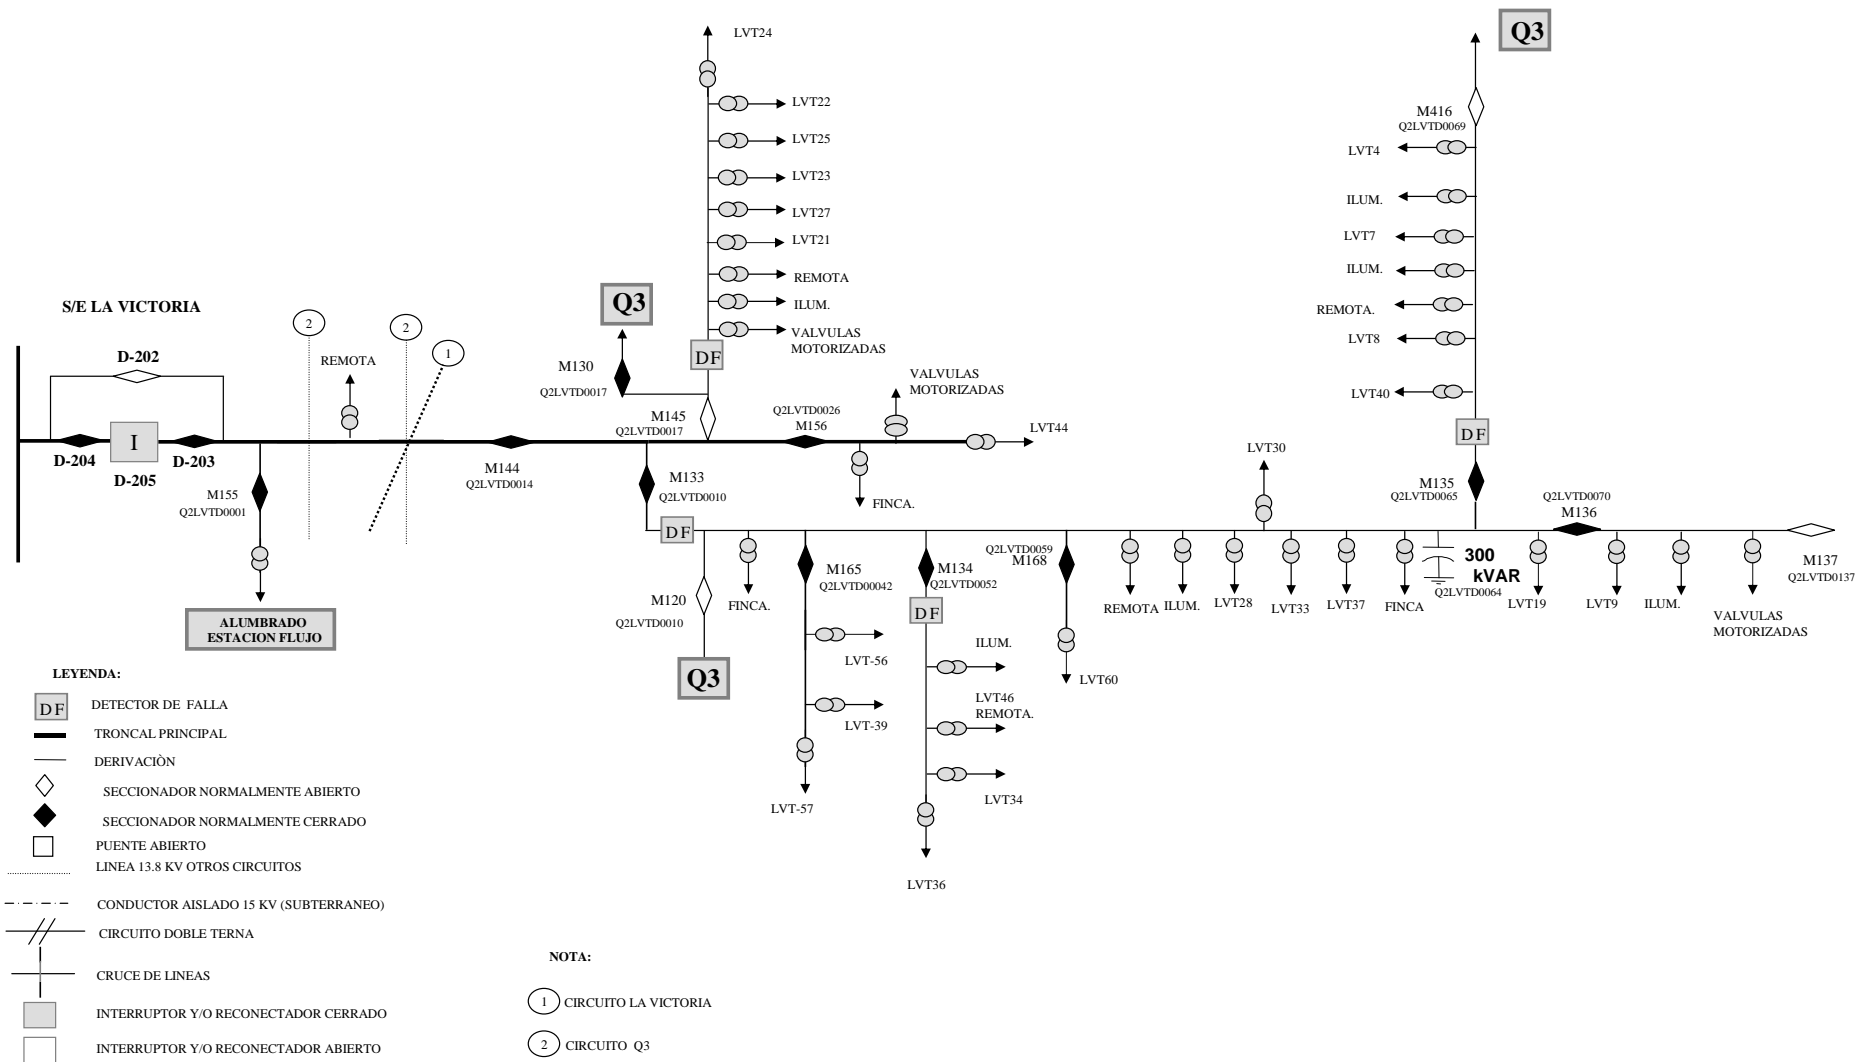 Q3
LVT24
LVT22
LVT25
LVT23
LVT27
LVT21
REMOTA
ILUM.
VALVULAS
MOTORIZADAS
DF
M416
Q2LVTD0069
LVT4
ILUM.
LVT7
ILUM.
REMOTA.
LVT8
LVT40
DF
S/E LA VICTORIA
D-202
2
2
1
REMOTA
Q3
M130
Q2LVTD0017
M145
Q2LVTD0017
Q2LVTD0026
M156
VALVULAS
MOTORIZADAS
LVT44
D-204
I
D-205
D-203
M155
Q2LVTD0001
M144
Q2LVTD0014
M133
Q2LVTD0010
FINCA.
LVT30
M135
Q2LVTD0065
Q2LVTD0070
M136
M137
Q2LVTD0137
DF
M120
Q2LVTD0010
FINCA.
M165
Q2LVTD00042
M134
Q2LVTD0052
Q2LVTD0059
M168
REMOTA
ILUM.
LVT28
LVT33
LVT37
FINCA
300
kVAR
Q2LVTD0064
LVT19
LVT9
ILUM.
VALVULAS
MOTORIZADAS
ALUMBRADO
ESTACION FLUJO
Q3
LVT-56
LVT-39
LVT-57
DF
ILUM.
LVT46
REMOTA.
LVT34
LVT36
LVT60
LEYENDA:
DF
DETECTOR DE FALLA
TRONCAL PRINCIPAL
DERIVACIÒN
SECCIONADOR NORMALMENTE ABIERTO
SECCIONADOR NORMALMENTE CERRADO
PUENTE ABIERTO
LINEA 13.8 KV OTROS CIRCUITOS
CONDUCTOR AISLADO 15 KV (SUBTERRANEO)
CIRCUITO DOBLE TERNA
CRUCE DE LINEAS
INTERRUPTOR Y/O RECONECTADOR CERRADO
INTERRUPTOR Y/O RECONECTADOR ABIERTO
NOTA:
1 CIRCUITO LA VICTORIA
2 CIRCUITO Q3